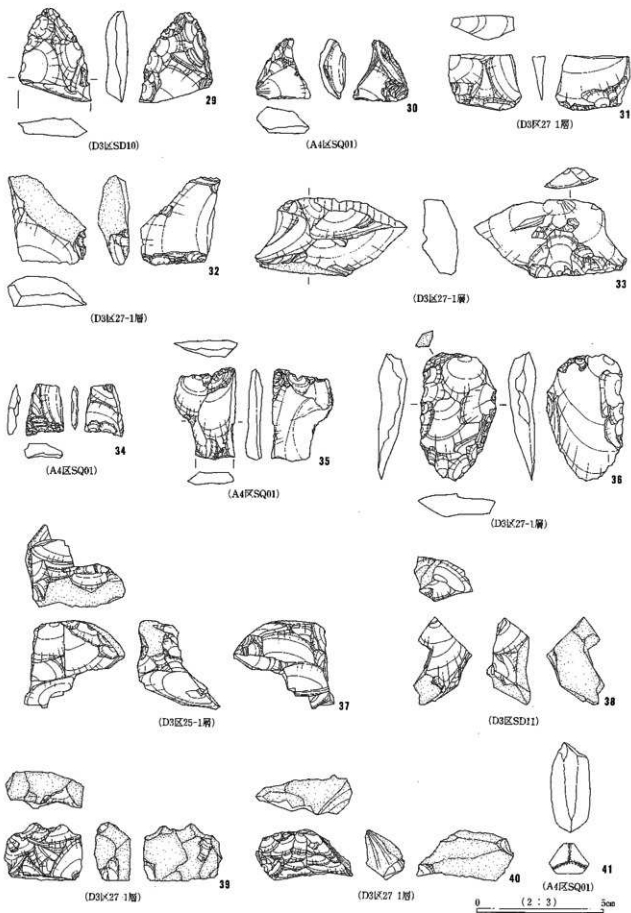 29
(D3区SD10)
30
(A4区SQ01)
31
(D3区27 1層)
32
(D3区27-1層)
33
(D3区27-1層)
34
(A4区SQ01)
35
(A4区SQ01)
36
(D3区27-1層)
37
(D3区25-1層)
38
(D3区SD11)
39
(D3区27 1層)
40
(D3区27 1層)
41
(A4区SQ01)
0 (2:3) 5cm